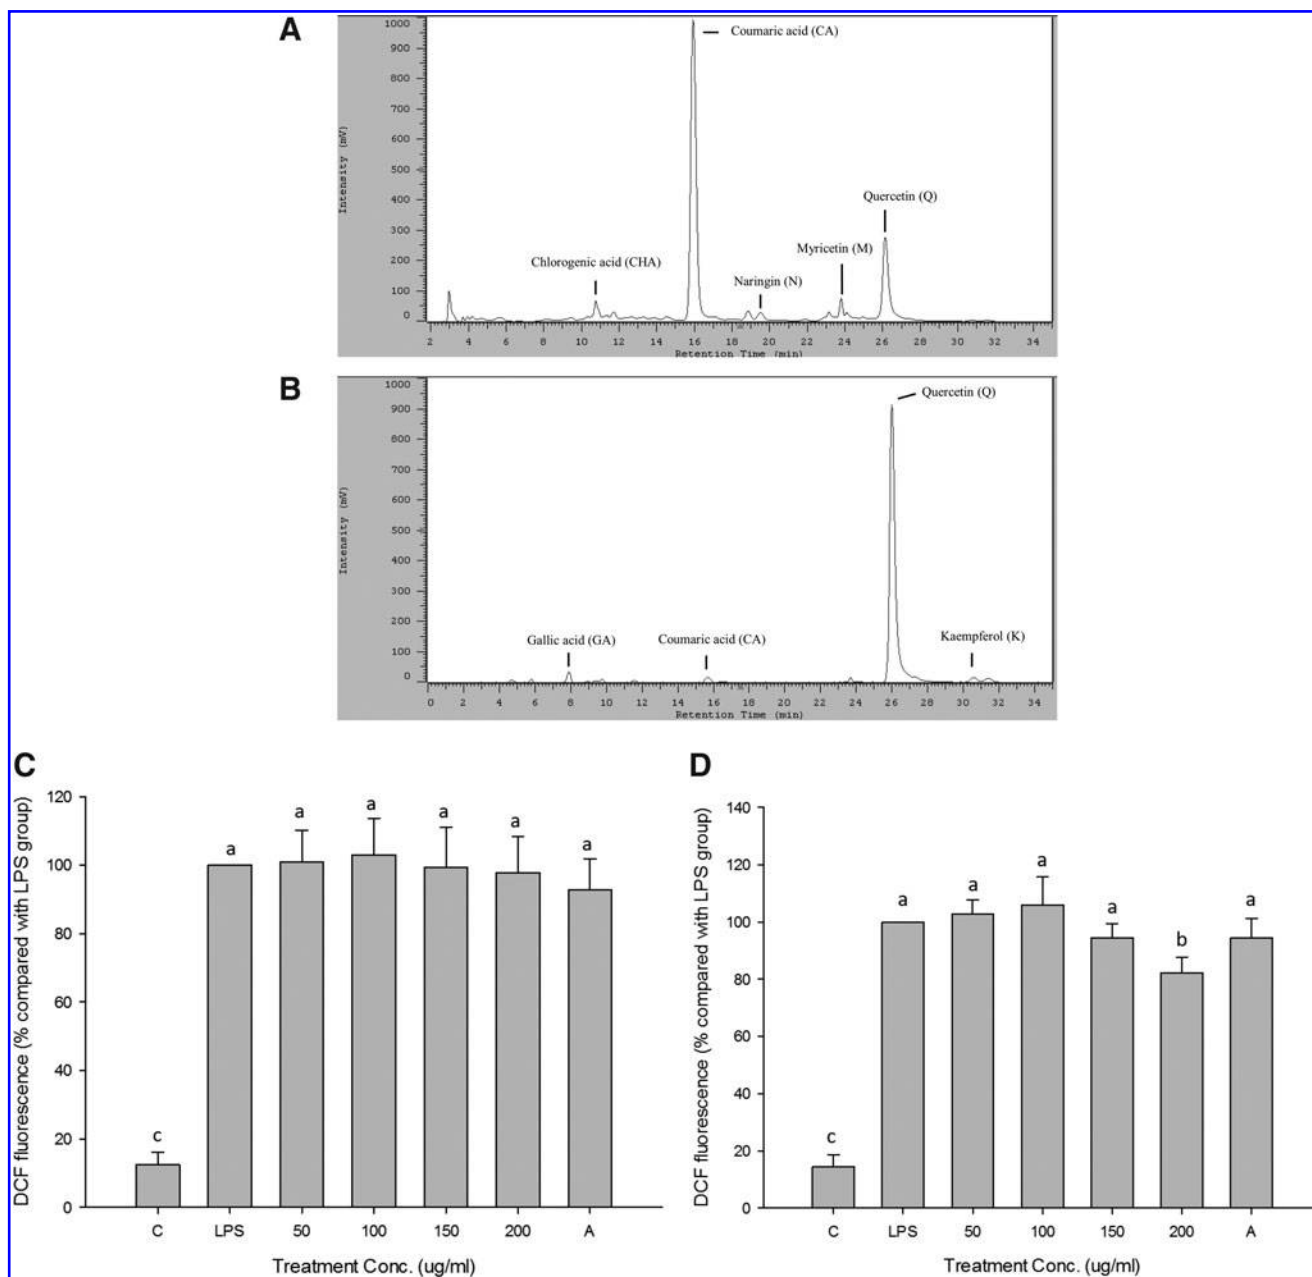 A
Intensity (mV)
1000
900
800
700
600
500
400
300
200
100
0
Coumaric acid (CA)
Quercetin (Q)
Myricetin (M)
Chlorogenic acid (CHA)
Naringin (N)
2 4 6 8 10 12 14 16 18 20 22 24 26 28 30 32 34
Retention Time (min)
B
Intensity (mV)
1000
900
800
700
600
500
400
300
200
100
0
Quercetin (Q)
Gallic acid (GA)
Coumaric acid (CA)
Kaempferol (K)
0 2 4 6 8 10 12 14 16 18 20 22 24 26 28 30 32 34
Retention Time (min)
C
DCF fluorescence (% compared with LPS group)
120
100
80
60
40
20
0
c a a a a a a
C LPS 50 100 150 200 A
Treatment Conc. (ug/ml)
D
DCF fluorescence (% compared with LPS group)
140
120
100
80
60
40
20
0
c a a a a b a
C LPS 50 100 150 200 A
Treatment Conc. (ug/ml)